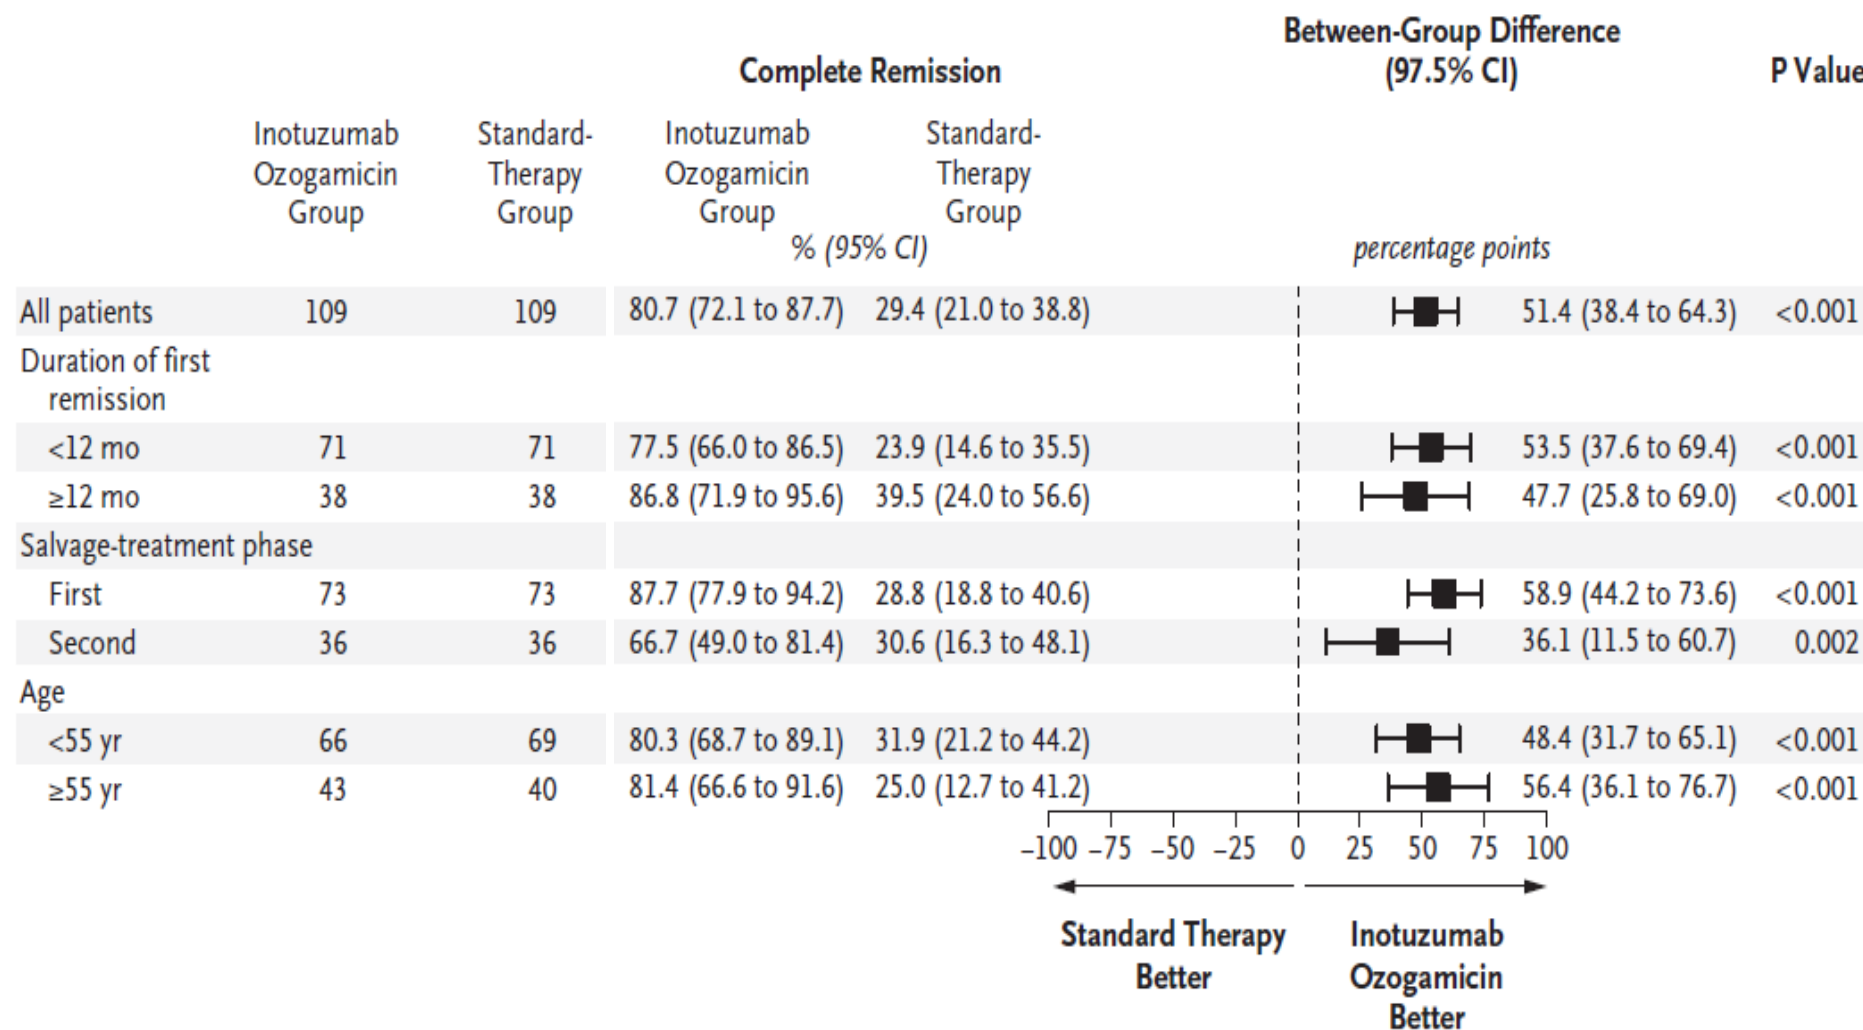 Between-Group Difference
Complete Remission (97.5% CI) P Value
Inotuzumab Standard- Inotuzumab Standard-
Ozogamicin Therapy Ozogamicin Therapy
Group Group Group Group
% (95% CI) percentage points
All patients 109 109 80.7 (72.1 to 87.7) 29.4 (21.0 to 38.8) 51.4 (38.4 to 64.3) <0.001
Duration of first
remission
<12 mo 71 71 77.5 (66.0 to 86.5) 23.9 (14.6 to 35.5) 53.5 (37.6 to 69.4) <0.001
≥12 mo 38 38 86.8 (71.9 to 95.6) 39.5 (24.0 to 56.6) 47.7 (25.8 to 69.0) <0.001
Salvage-treatment phase
First 73 73 87.7 (77.9 to 94.2) 28.8 (18.8 to 40.6) 58.9 (44.2 to 73.6) <0.001
Second 36 36 66.7 (49.0 to 81.4) 30.6 (16.3 to 48.1) 36.1 (11.5 to 60.7) 0.002
Age
<55 yr 66 69 80.3 (68.7 to 89.1) 31.9 (21.2 to 44.2) 48.4 (31.7 to 65.1) <0.001
≥55 yr 43 40 81.4 (66.6 to 91.6) 25.0 (12.7 to 41.2) 56.4 (36.1 to 76.7) <0.001
–100 –75 –50 –25 0 25 50 75 100
Standard Therapy Inotuzumab
Better Ozogamicin
Better